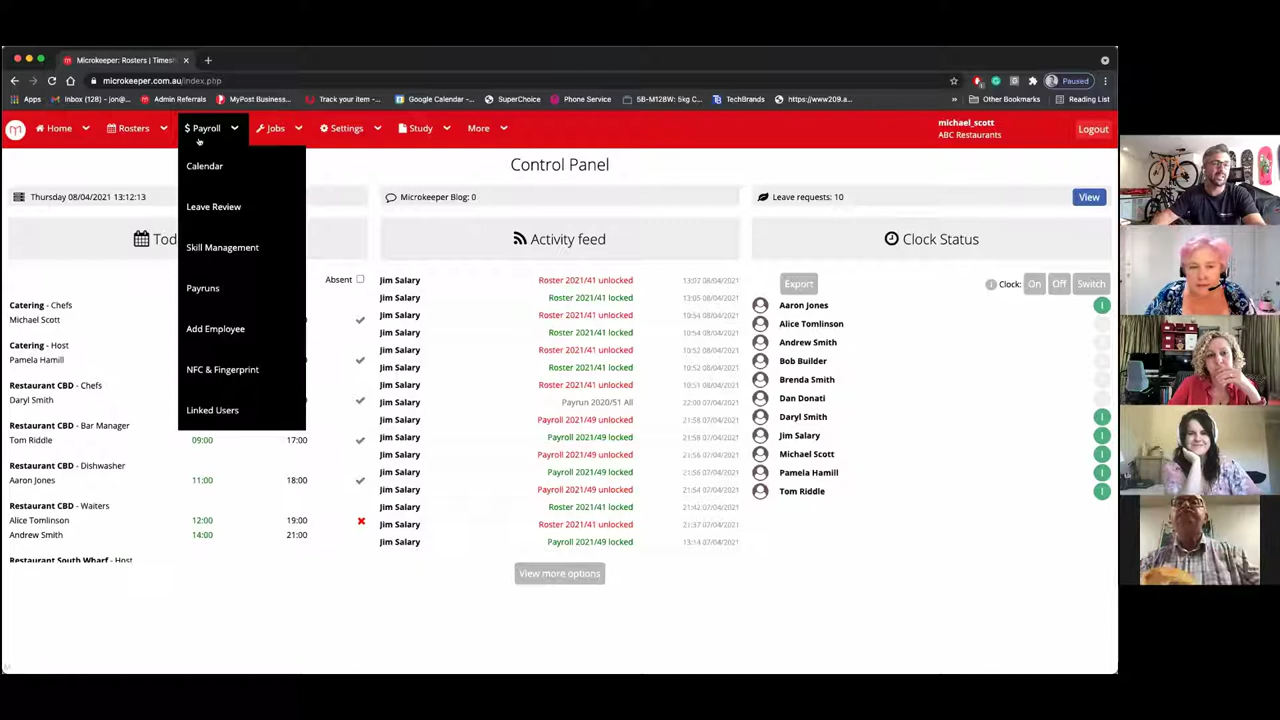 Microkeeper: Rosters | Timesh
microkeeper.com.au/index.php
Paused
Apps
Inbox (128) - jon@...
Admin Referrals
MyPost Business...
Track your item -...
Google Calendar -...
SuperChoice
Phone Service
5B-M128W: 5kg C...
TechBrands
https://www209.a...
Other Bookmarks
Reading List
Home
Rosters
$ Payroll
Jobs
Settings
Study
More
michael_scott
ABC Restaurants
Logout
Calendar
Leave Review
Skill Management
Payruns
Add Employee
NFC & Fingerprint
Linked Users
Control Panel
Thursday 08/04/2021 13:12:13
Microkeeper Blog: 0
Leave requests: 10
View
Tod
Activity feed
Clock Status
Absent
Catering - Chefs
Michael Scott
Catering - Host
Pamela Hamill
Restaurant CBD - Chefs
Daryl Smith
Restaurant CBD - Bar Manager
Tom Riddle 09:00 17:00
Restaurant CBD - Dishwasher
Aaron Jones 11:00 18:00
Restaurant CBD - Waiters
Alice Tomlinson 12:00 19:00
Andrew Smith 14:00 21:00
Restaurant South Wharf - Host
Jim Salary Roster 2021/41 unlocked 13:07 08/04/2021
Jim Salary Roster 2021/41 locked 13:05 08/04/2021
Jim Salary Roster 2021/41 unlocked 10:54 08/04/2021
Jim Salary Roster 2021/41 locked 10:54 08/04/2021
Jim Salary Roster 2021/41 unlocked 10:52 08/04/2021
Jim Salary Roster 2021/41 locked 10:52 08/04/2021
Jim Salary Roster 2021/41 unlocked 10:51 08/04/2021
Jim Salary Payrun 2020/51 All 22:00 07/04/2021
Jim Salary Payroll 2021/49 unlocked 21:58 07/04/2021
Jim Salary Payroll 2021/49 locked 21:58 07/04/2021
Jim Salary Payroll 2021/49 unlocked 21:56 07/04/2021
Jim Salary Payroll 2021/49 locked 21:56 07/04/2021
Jim Salary Payroll 2021/49 unlocked 21:54 07/04/2021
Jim Salary Roster 2021/41 locked 21:42 07/04/2021
Jim Salary Roster 2021/41 unlocked 21:37 07/04/2021
Jim Salary Payroll 2021/49 locked 13:14 07/04/2021
View more options
Export
Clock: On Off Switch
Aaron Jones
Alice Tomlinson
Andrew Smith
Bob Builder
Brenda Smith
Dan Donati
Daryl Smith
Jim Salary
Michael Scott
Pamela Hamill
Tom Riddle